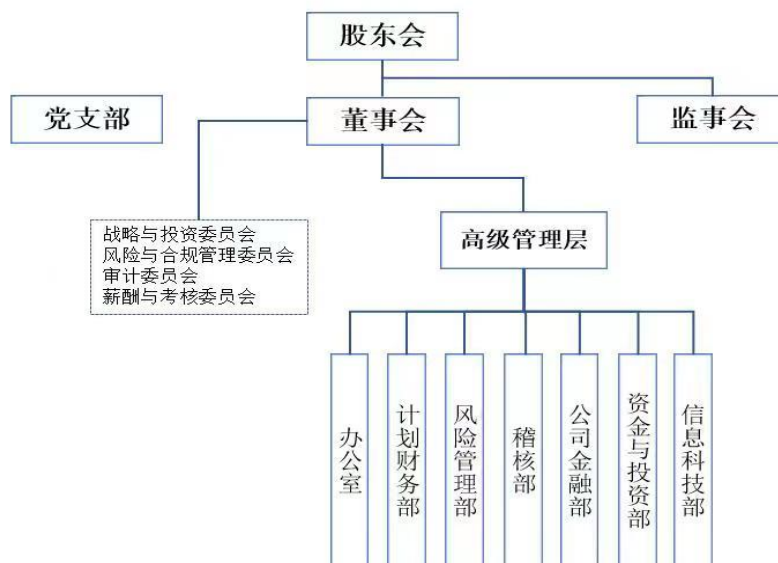 股东会
党支部
董事会
监事会
战略与投资委员会
风险与合规管理委员会
审计委员会
薪酬与考核委员会
高级管理层
办公室
计划财务部
风险管理部
稽核部
公司金融部
资金与投资部
信息科技部